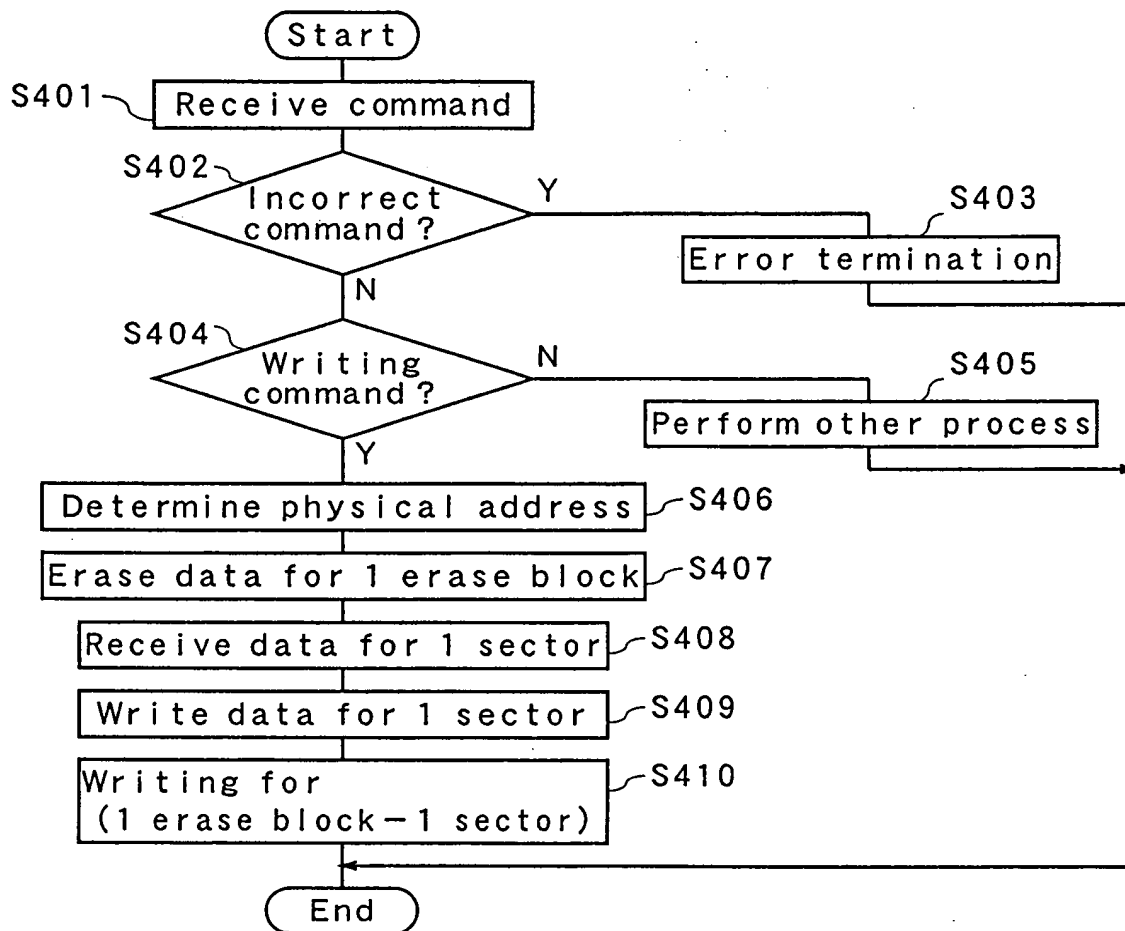 Start
S401
Receive command
S402
Incorrect
command?
Y
N
S403
Error termination
S404
Writing
command?
N
Y
S405
Perform other process
Determine physical address
S406
Erase data for 1 erase block
S407
Receive data for 1 sector
S408
Write data for 1 sector
S409
Writing for
(1 erase block-1 sector)
S410
End